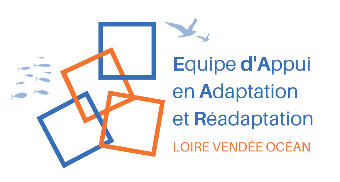 Equipe d'Appui
en Adaptation
et Réadaptation
LOIRE VENDÉE OCÉAN